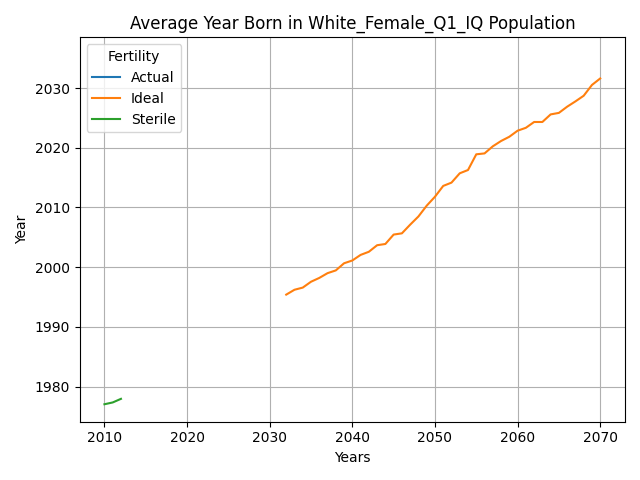 Average Year Born in White_Female_Q1_IQ Population
Fertility
Actual
Ideal
Sterile
Year
2030
2020
2010
2000
1990
1980
2010 2020 2030 2040 2050 2060 2070
Years